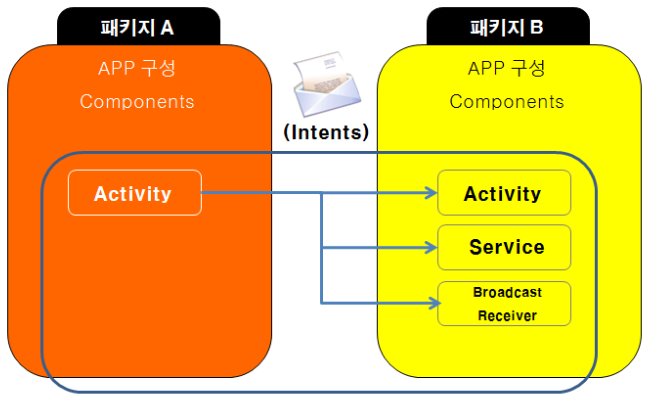 패키지 A
APP 구성
Components
Activity
(Intents)
패키지 B
APP 구성
Components
Activity
Service
Broadcast
Receiver